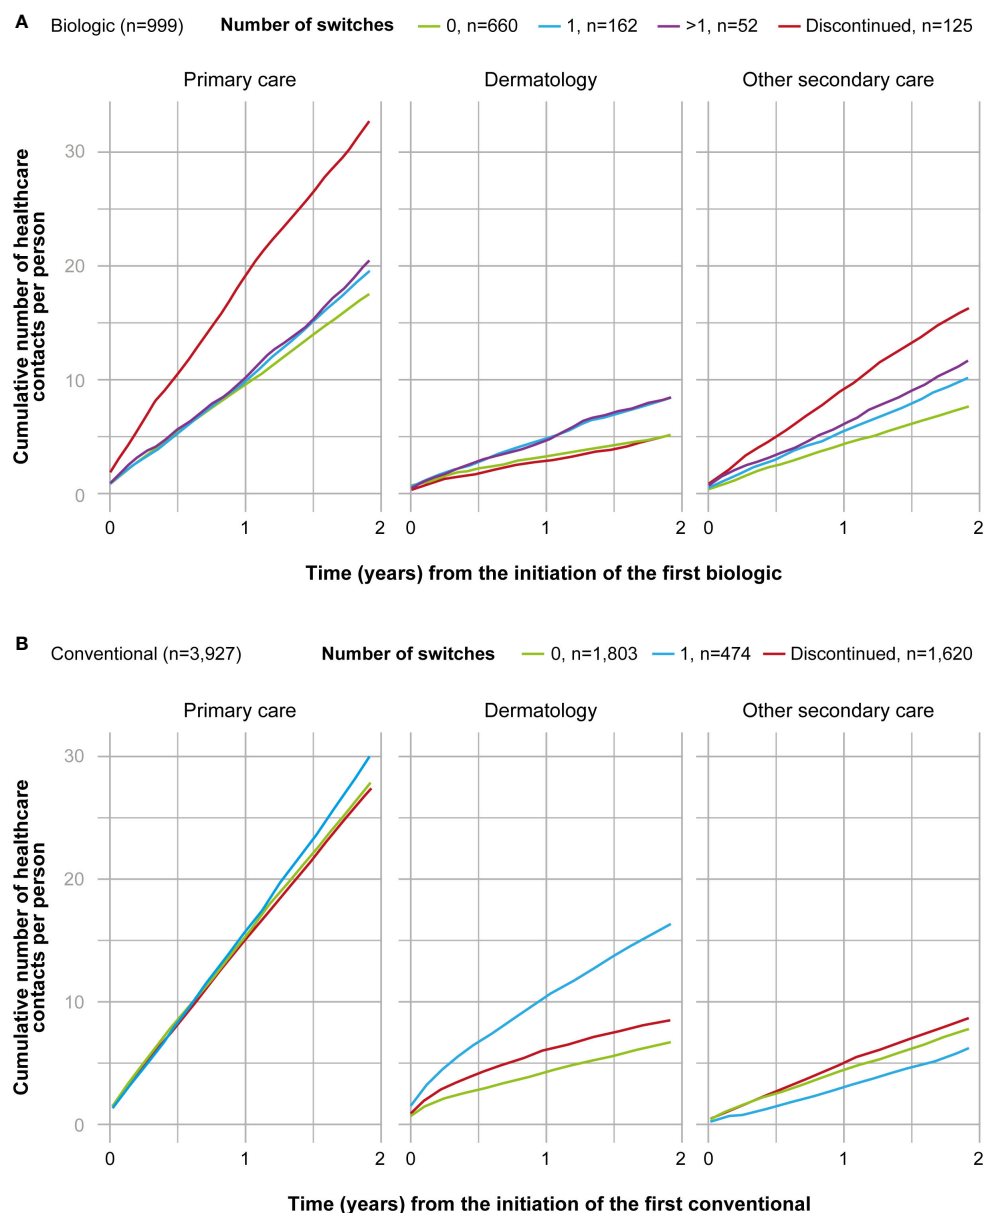 A Biologic (n=999) Number of switches 0, n=660 1, n=162 >1, n=52 Discontinued, n=125
Primary care Dermatology Other secondary care
Cumulative number of healthcare
contacts per person
30
20
10
0
0 1 2 0 1 2 0 1 2
Time (years) from the initiation of the first biologic
B Conventional (n=3,927) Number of switches 0, n=1,803 1, n=474 Discontinued, n=1,620
Primary care Dermatology Other secondary care
Cumulative number of healthcare
contacts per person
30
20
10
0
0 1 2 0 1 2 0 1 2
Time (years) from the initiation of the first conventional